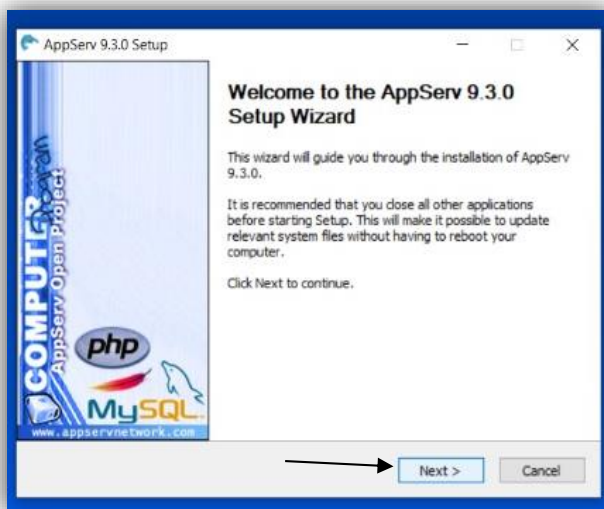 AppServ 9.3.0 Setup
Welcome to the AppServ 9.3.0
Setup Wizard
This wizard will guide you through the installation of AppServ
9.3.0.
It is recommended that you close all other applications
before starting Setup. This will make it possible to update
relevant system files without having to reboot your
computer.
Click Next to continue.
COMPUTER
Program
AppServ Open Project
php
MySQL
www.appservnetwork.com
Next >
Cancel